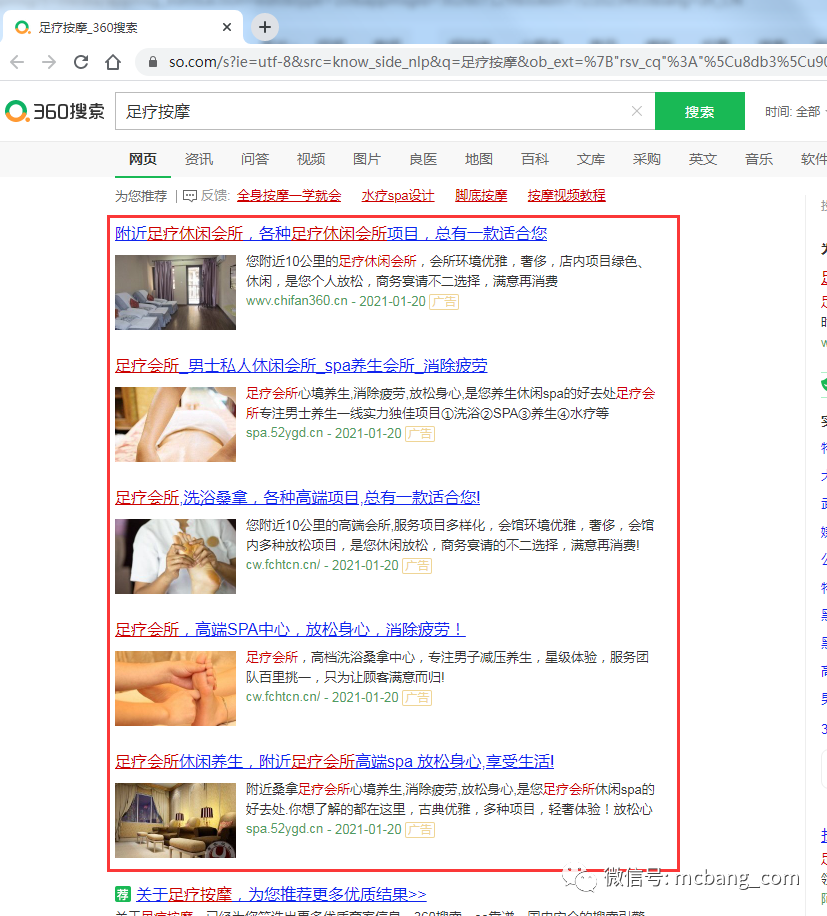 足疗按摩_360搜索
so.com/s?ie=utf-8&src=know_side_nlp&q=足疗按摩&ob_ext=%7B"rsv_cq"%3A"%5Cu8db3%5Cu90
360搜索
足疗按摩
搜索
时间: 全部
网页 资讯 问答 视频 图片 良医 地图 百科 文库 采购 英文 音乐 软件
为您推荐 反馈: 全身按摩一学就会 水疗spa设计 脚底按摩 按摩视频教程
附近足疗休闲会所，各种足疗休闲会所项目，总有一款适合您
您附近10公里的足疗休闲会所，会所环境优雅，奢侈，店内项目绿色、
休闲，是您个人放松，商务宴请不二选择，满意再消费
wwv.chifan360.cn - 2021-01-20 广告
足疗会所_男士私人休闲会所_spa养生会所_消除疲劳
足疗会所心境养生,消除疲劳,放松身心,是您养生休闲spa的好去处足疗会
所专注男士养生一线实力独佳项目①洗浴②SPA③养生④水疗等
spa.52ygd.cn - 2021-01-20 广告
足疗会所,洗浴桑拿，各种高端项目,总有一款适合您!
您附近10公里的高端会所,服务项目多样化，会馆环境优雅，奢侈，会馆
内多种放松项目，是您休闲放松，商务宴请的不二选择，满意再消费!
cw.fchtcn.cn/ - 2021-01-20 广告
足疗会所，高端SPA中心，放松身心，消除疲劳！
足疗会所，高档洗浴桑拿中心，专注男子减压养生，星级体验，服务团
队百里挑一，只为让顾客满意而归!
cw.fchtcn.cn/ - 2021-01-20 广告
足疗会所休闲养生，附近足疗会所高端spa 放松身心,享受生活!
附近桑拿足疗会所心境养生,消除疲劳,放松身心,是您足疗会所休闲spa的
好去处.你想了解的都在这里，古典优雅，多种项目，轻奢体验！放松心
spa.52ygd.cn - 2021-01-20 广告
微信号: mcbang_com
荐 关于足疗按摩，为您推荐更多优质结果>>